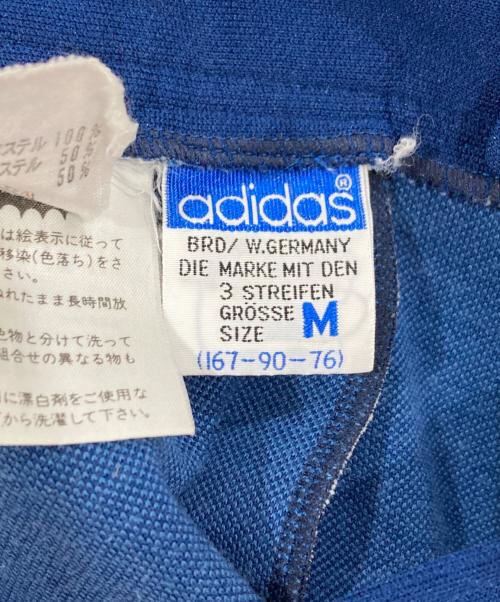 ステル 100
ステル 50
50%
は絵表示に従って
移染(色落ち)をさ
さい。
ぬれたまま長時間放
色物と分けて洗って
組合せの異なる物も
に漂白剤をご使用な
から洗濯して下さい。
adidas®
BRD/ W.GERMANY
DIE MARKE MIT DEN
3 STREIFEN
GRÖSSE
SIZE M
(167-90-76)